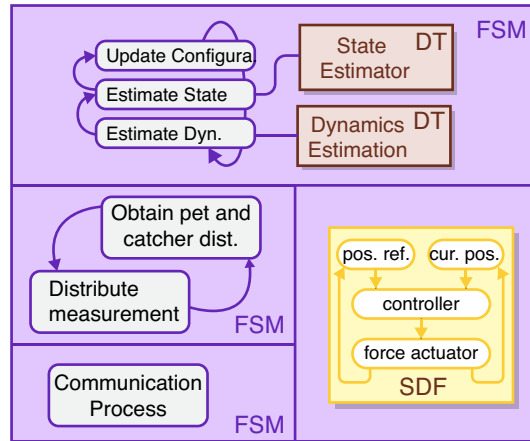 FSM
Update Configura.
Estimate State
Estimate Dyn.
DT
State
Estimator
DT
Dynamics
Estimation
Obtain pet and
catcher dist.
Distribute
measurement
FSM
Communication
Process
FSM
pos. ref.
cur. pos.
controller
force actuator
SDF